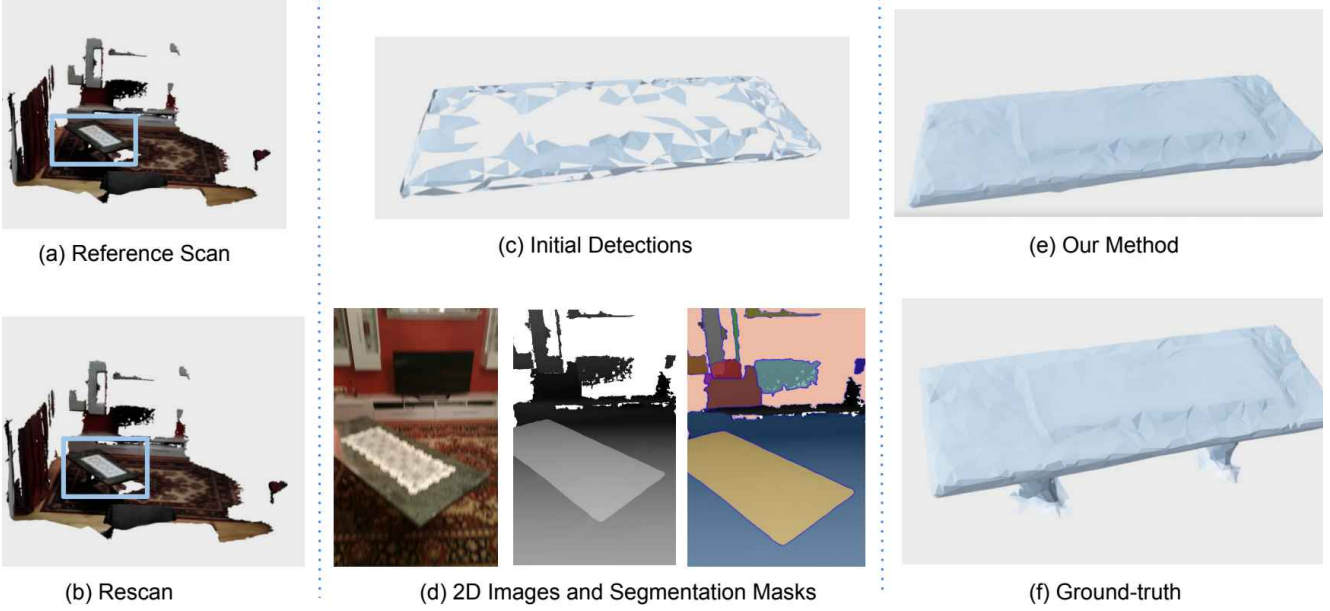 (a) Reference Scan
(c) Initial Detections
(e) Our Method
(b) Rescan
(d) 2D Images and Segmentation Masks
(f) Ground-truth